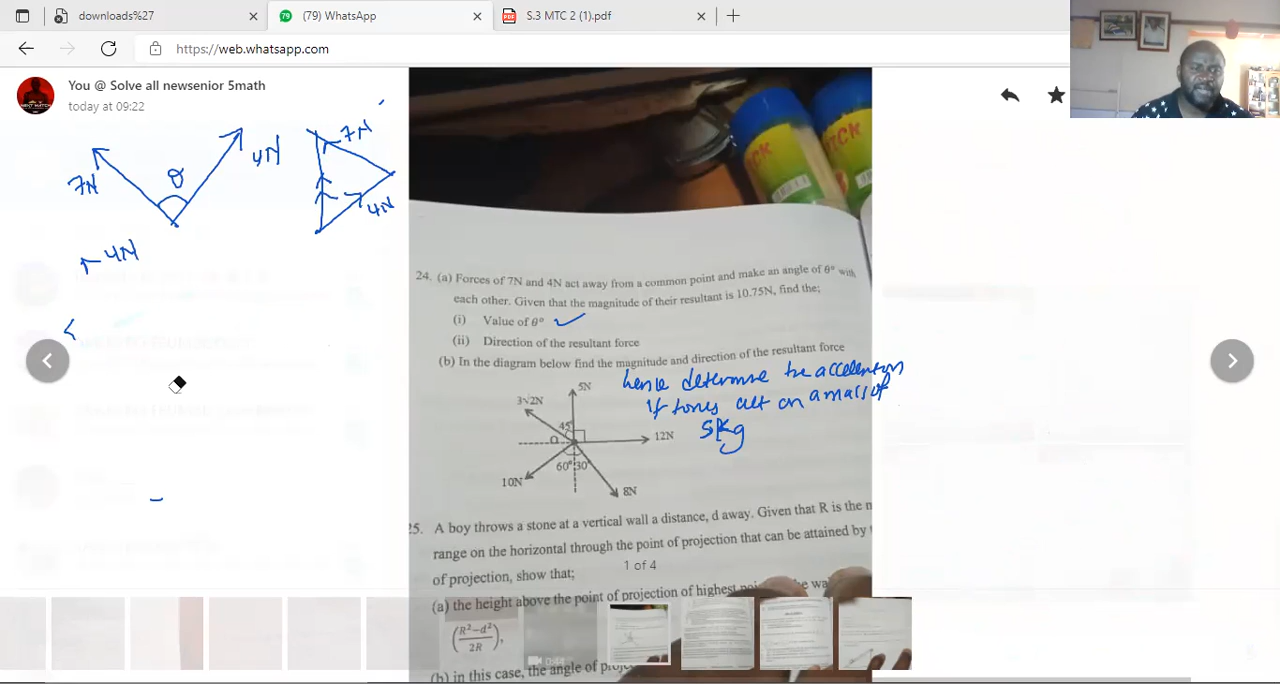 downloads%27
(79) WhatsApp
S.3 MTC 2 (1).pdf
https://web.whatsapp.com
You @ Solve all newsenior 5math
today at 09:22
7N
4N
θ
7N
4N
4N
24. (a) Forces of 7N and 4N act away from a common point and make an angle of θ° with
each other. Given that the magnitude of their resultant is 10.75N, find the;
(i) Value of θ°
(ii) Direction of the resultant force
(b) In the diagram below find the magnitude and direction of the resultant force
hence determine the acceleration
if forces act on a mass of
5kg
5N
3√2N
45
12N
60° 30°
10N
8N
25. A boy throws a stone at a vertical wall a distance, d away. Given that R is the
range on the horizontal through the point of projection that can be attained by
1 of 4
of projection, show that;
(a) the height above the point of projection of highest
(R²−d²)
2R
(b) in this case, the angle of